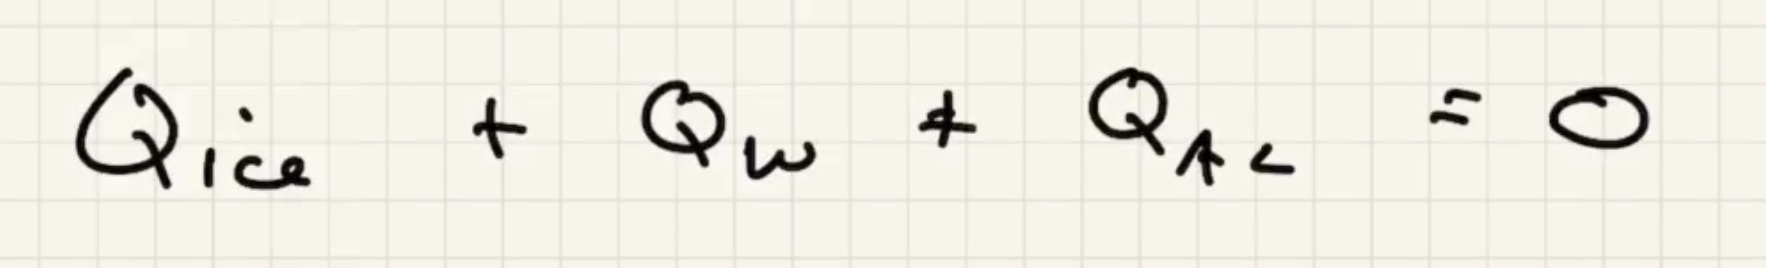 Qice + Qw + QAL = 0